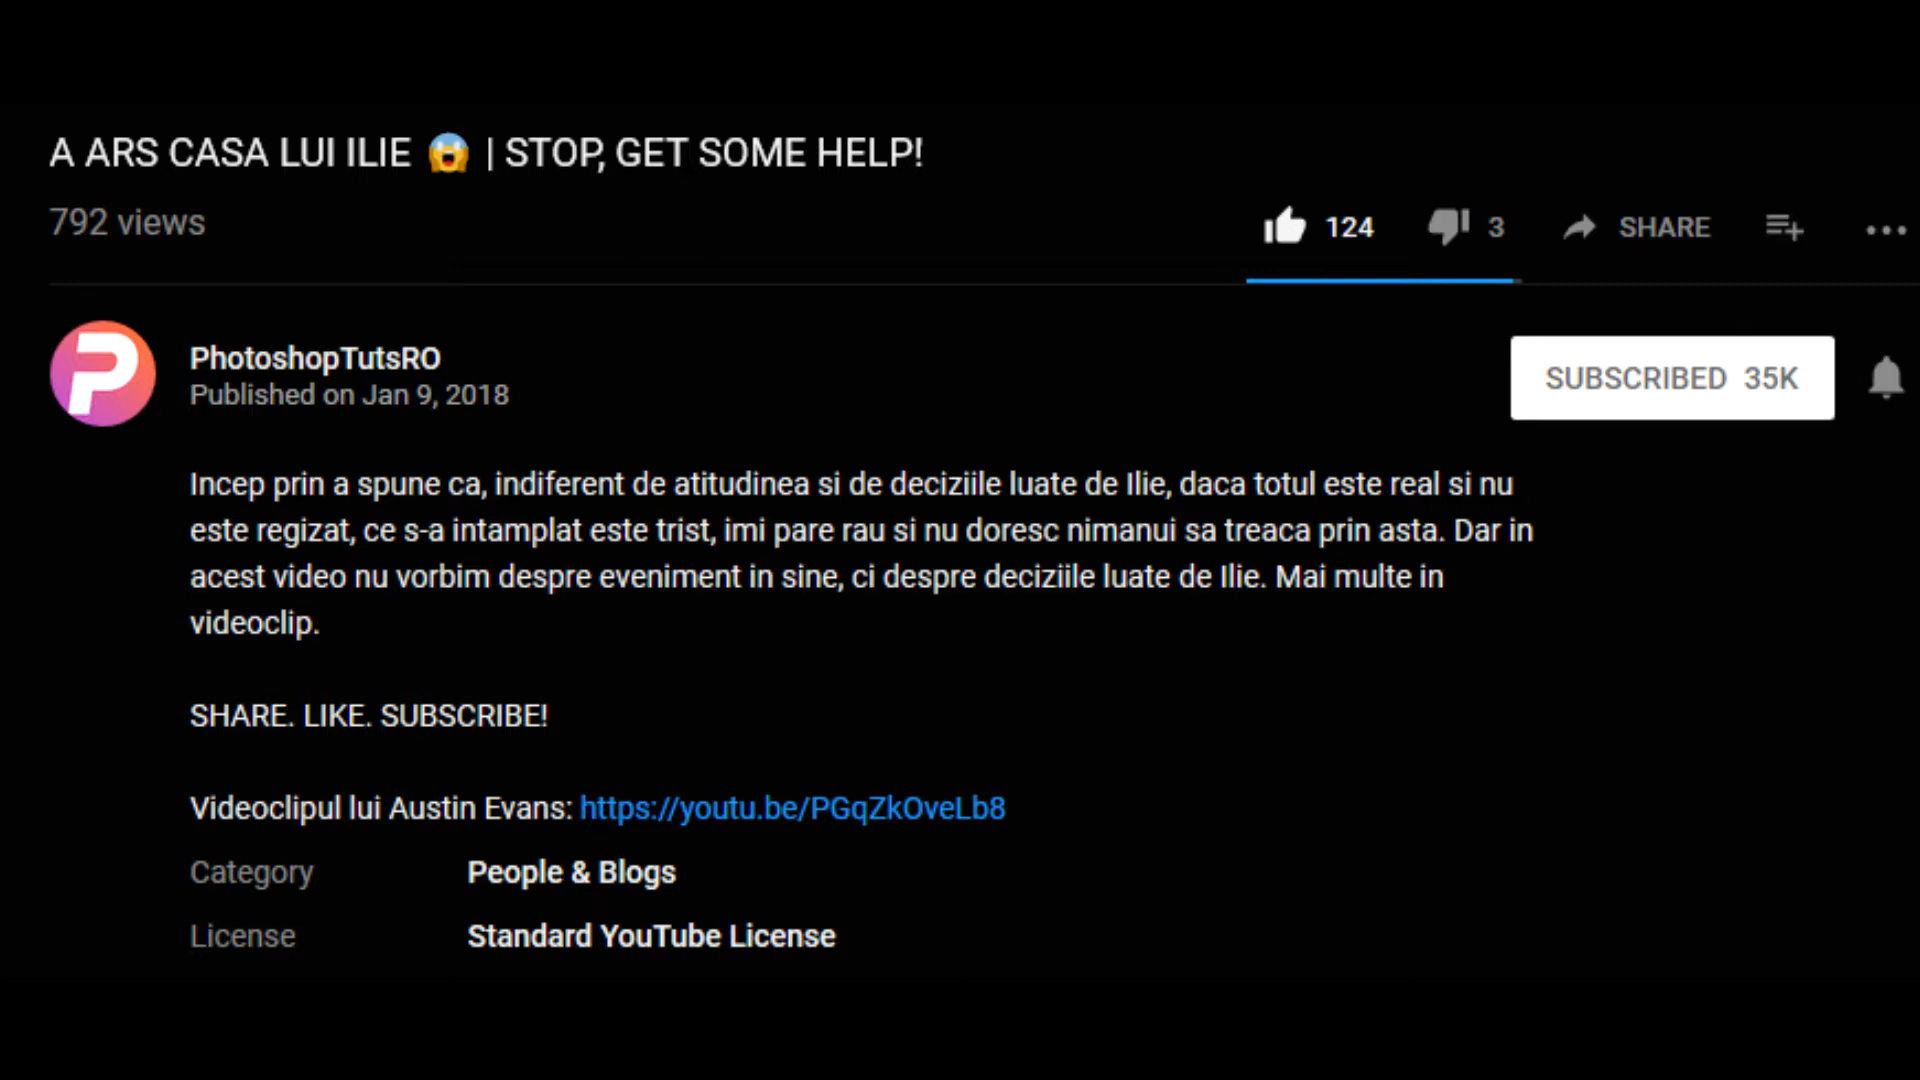 A ARS CASA LUI ILIE 😱 | STOP, GET SOME HELP!
792 views
124 3 SHARE
PhotoshopTutsRO
Published on Jan 9, 2018
SUBSCRIBED 35K
Incep prin a spune ca, indiferent de atitudinea si de deciziile luate de Ilie, daca totul este real si nu
este regizat, ce s-a intamplat este trist, imi pare rau si nu doresc nimanui sa treaca prin asta. Dar in
acest video nu vorbim despre eveniment in sine, ci despre deciziile luate de Ilie. Mai multe in
videoclip.
SHARE. LIKE. SUBSCRIBE!
Videoclipul lui Austin Evans: https://youtu.be/PGqZkOveLb8
Category People & Blogs
License Standard YouTube License